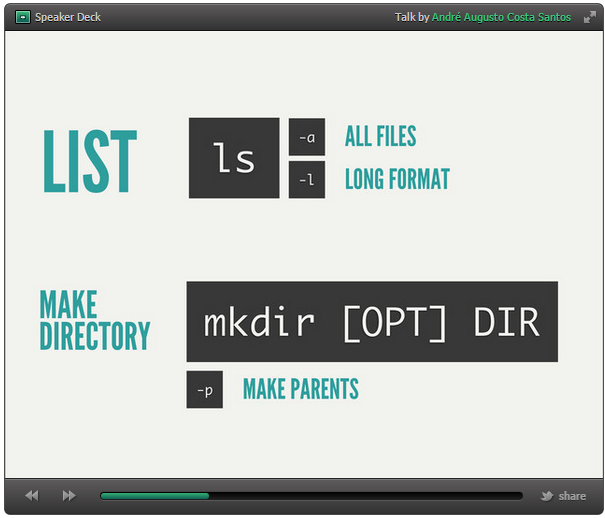 Speaker Deck
Talk by André Augusto Costa Santos
LIST
ls
-a ALL FILES
-l LONG FORMAT
MAKE
DIRECTORY
mkdir [OPT] DIR
-p MAKE PARENTS
share